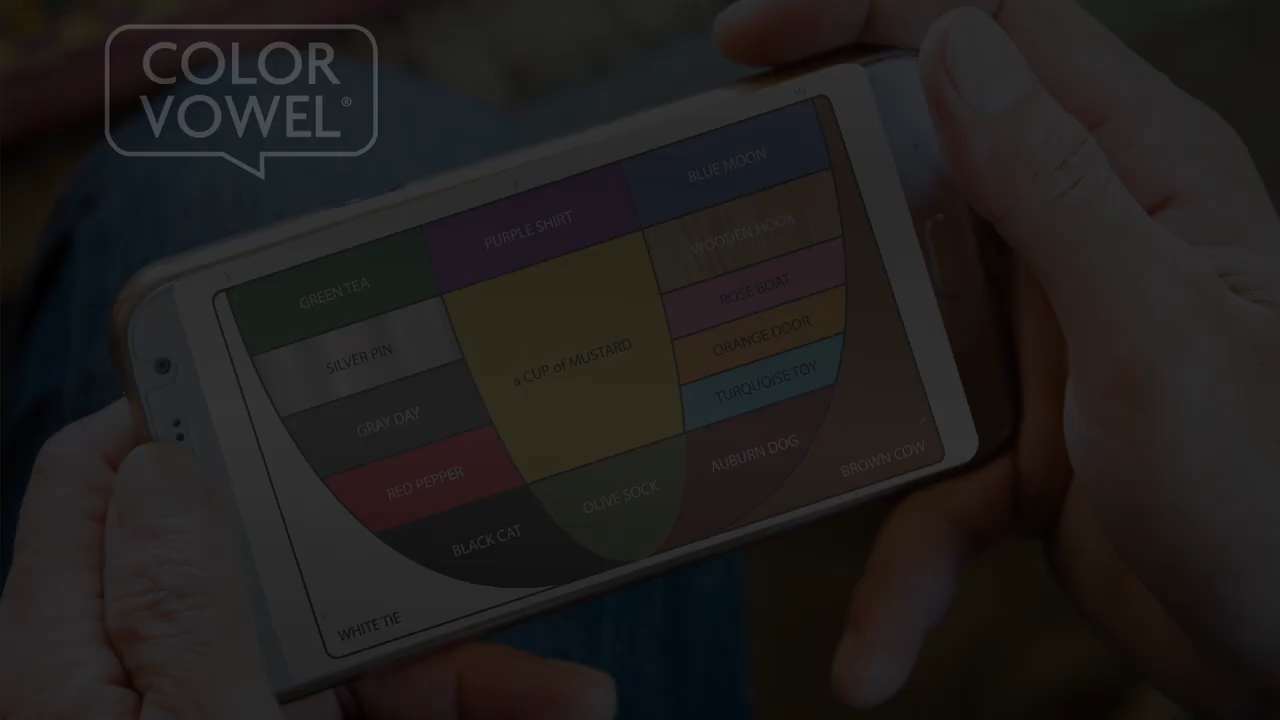 COLOR
VOWEL®
BLUE MOON
PURPLE SHIRT
GREEN TEA
WOODEN HOOK
ROSE BOAT
ORANGE DOOR
TURQUOISE TOY
a CUP of MUSTARD
SILVER PIN
GRAY DAY
RED PEPPER
BLACK CAT
OLIVE SOCK
AUBURN DOG
BROWN COW
WHITE TIE